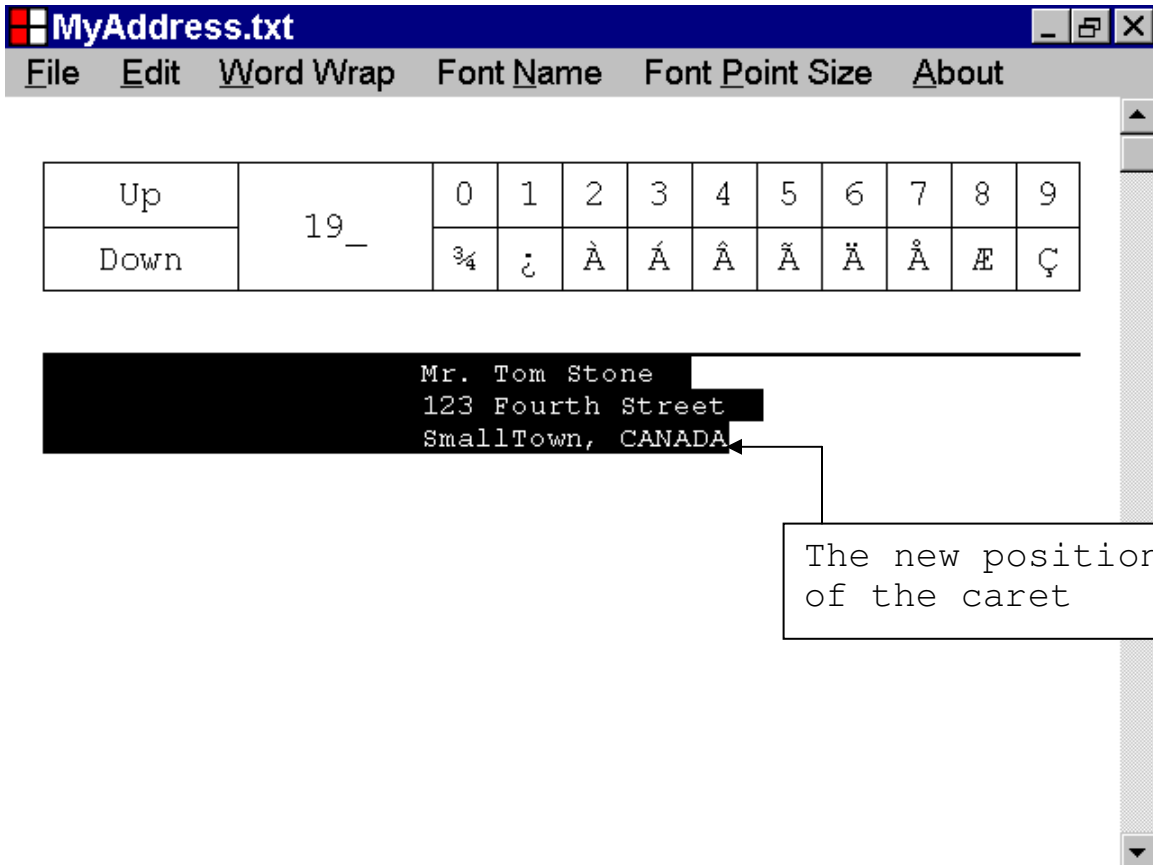 MyAddress.txt
File Edit Word Wrap Font Name Font Point Size About
Up 19_ 0 1 2 3 4 5 6 7 8 9
Down ¾ ¿ À Á Â Ã Ä Å Æ Ç
Mr. Tom Stone
123 Fourth Street
SmallTown, CANADA
The new position
of the caret